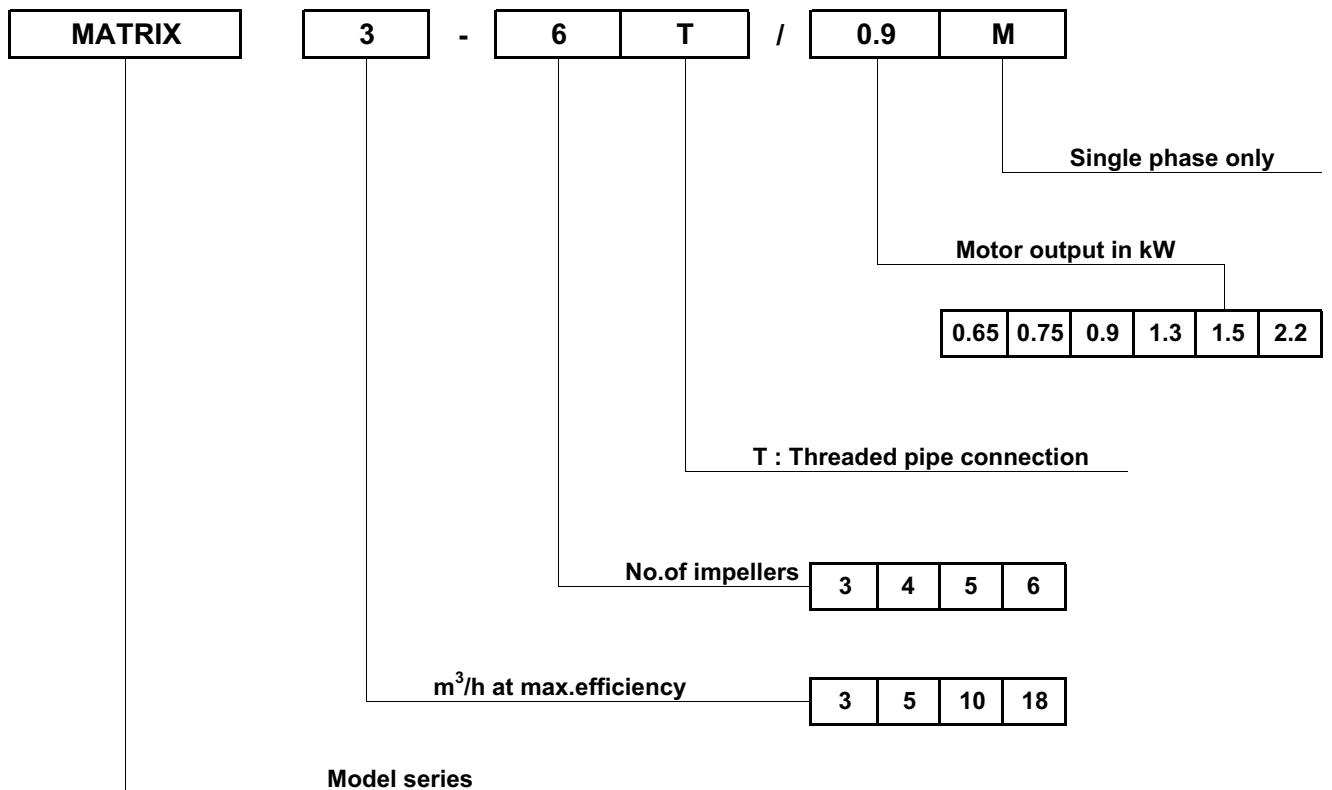 MATRIX 3 - 6 T / 0.9 M
Single phase only
Motor output in kW
0.65 0.75 0.9 1.3 1.5 2.2
T : Threaded pipe connection
No.of impellers 3 4 5 6
m³/h at max.efficiency 3 5 10 18
Model series